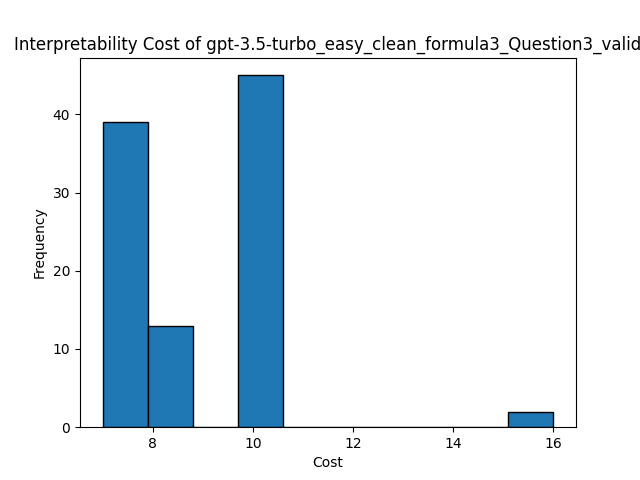 Interpretability Cost of gpt-3.5-turbo_easy_clean_formula3_Question3_valid
40
30
20
10
0
Frequency
8 10 12 14 16
Cost